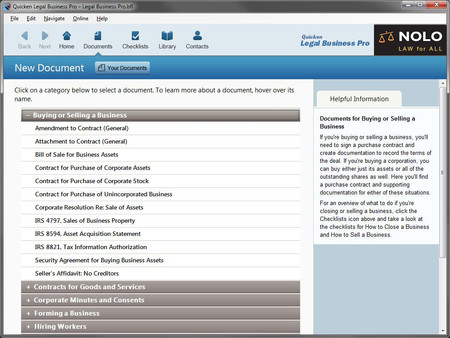 Quicken Legal Business Pro - Legal Business Pro.bfl
File Edit Navigate Online Help
Back Next Home Documents Checklists Library Contacts
Quicken
Legal Business Pro
NOLO
LAW for ALL
New Document
Your Documents
Click on a category below to select a document. To learn more about a document, hover over its
name.
− Buying or Selling a Business
Amendment to Contract (General)
Attachment to Contract (General)
Bill of Sale for Business Assets
Contract for Purchase of Corporate Assets
Contract for Purchase of Corporate Stock
Contract for Purchase of Unincorporated Business
Corporate Resolution Re: Sale of Assets
IRS 4797, Sales of Business Property
IRS 8594, Asset Acquisition Statement
IRS 8821, Tax Information Authorization
Security Agreement for Buying Business Assets
Seller's Affidavit: No Creditors
+ Contracts for Goods and Services
+ Corporate Minutes and Consents
+ Forming a Business
+ Hiring Workers
Helpful Information
Documents for Buying or Selling a
Business
If you're buying or selling a business, you'll
need to sign a purchase contract and
create documentation to record the terms of
the deal. If you're buying a corporation, you
can buy either just its assets or all of the
outstanding shares as well. Here you'll find
a purchase contract and supporting
documentation for either of these situations.
For an overview of what to do if you're
closing or selling a business, click the
Checklists icon above and take a look at
the checklists for How to Close a Business
and How to Sell a Business.